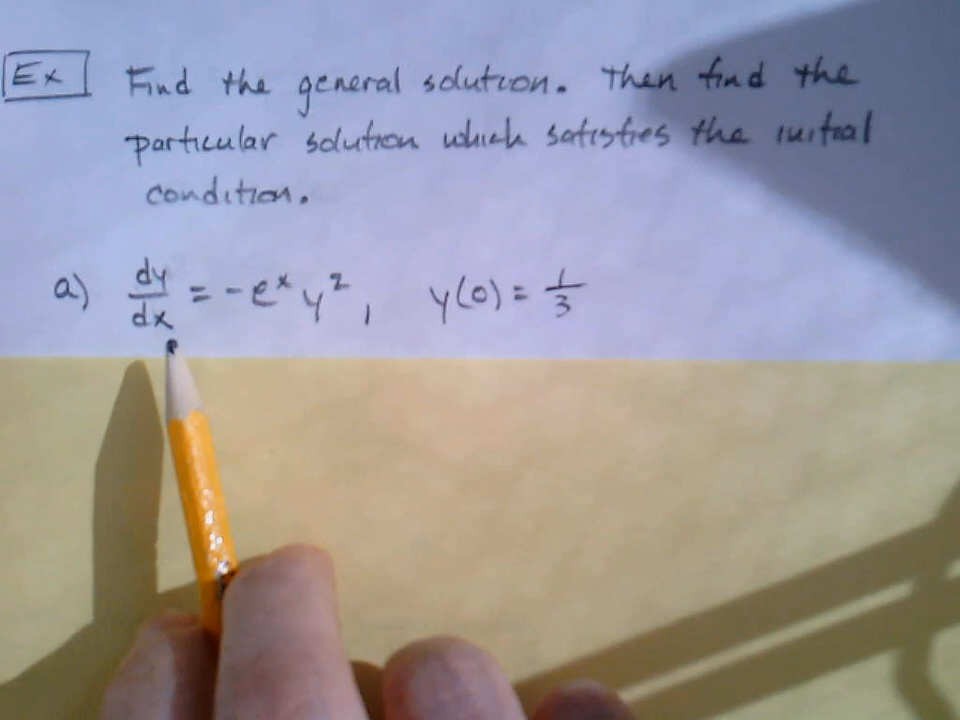 Ex Find the general solution. Then find the
particular solution which satisfies the initial
condition.
a) dy/dx = -e^x y^2, y(0) = 1/3